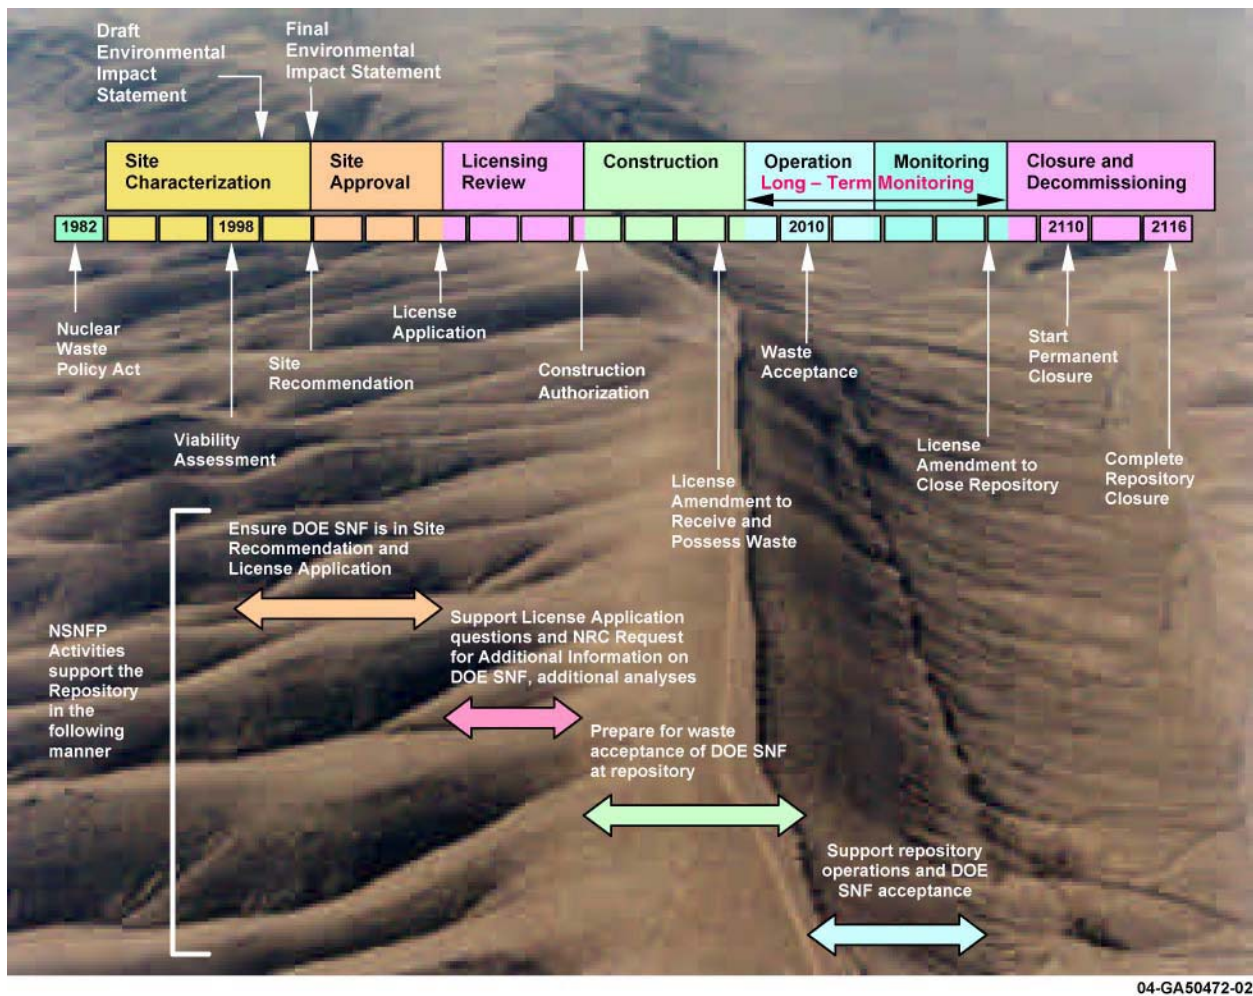 Draft
Environmental
Impact
Statement
Final
Environmental
Impact Statement
Site
Characterization
Site
Approval
Licensing
Review
Construction
Operation
Monitoring
Long – Term Monitoring
Closure and
Decommissioning
1982
1998
2010
2110
2116
Nuclear
Waste
Policy Act
Viability
Assessment
Site
Recommendation
License
Application
Construction
Authorization
License
Amendment to
Receive and
Possess Waste
Waste
Acceptance
License
Amendment to
Close Repository
Start
Permanent
Closure
Complete
Repository
Closure
NSNFP
Activities
support the
Repository
in the
following
manner
Ensure DOE SNF is in Site
Recommendation and
License Application
Support License Application
questions and NRC Request
for Additional Information on
DOE SNF, additional analyses
Prepare for waste
acceptance of DOE SNF
at repository
Support repository
operations and DOE
SNF acceptance
04-GA50472-02